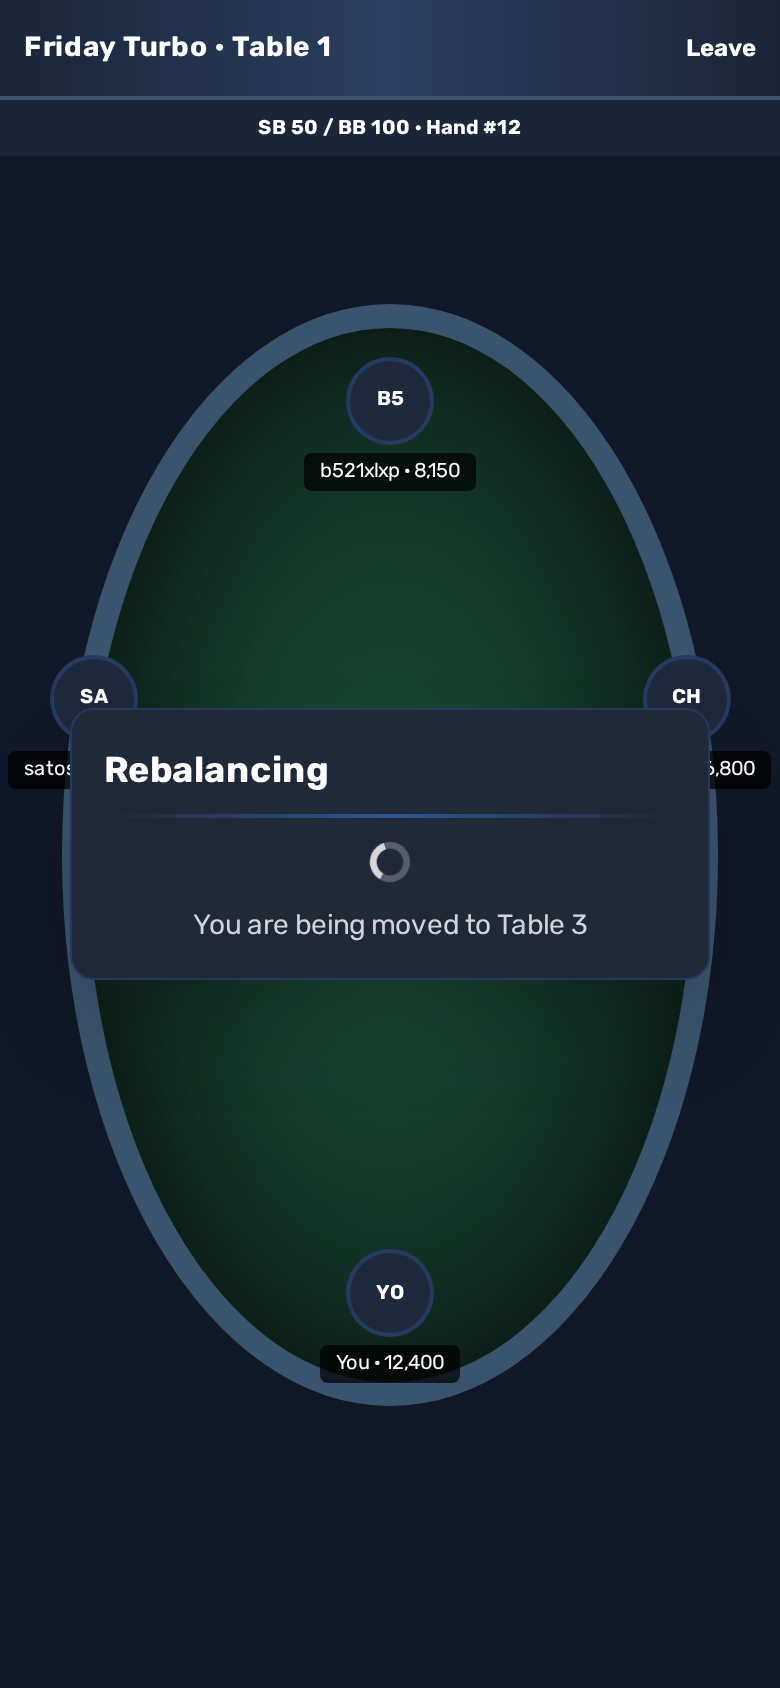 Friday Turbo • Table 1
Leave
SB 50 / BB 100 • Hand #12
B5
b521xlxp • 8,150
SA
CH
Rebalancing
You are being moved to Table 3
YO
You • 12,400